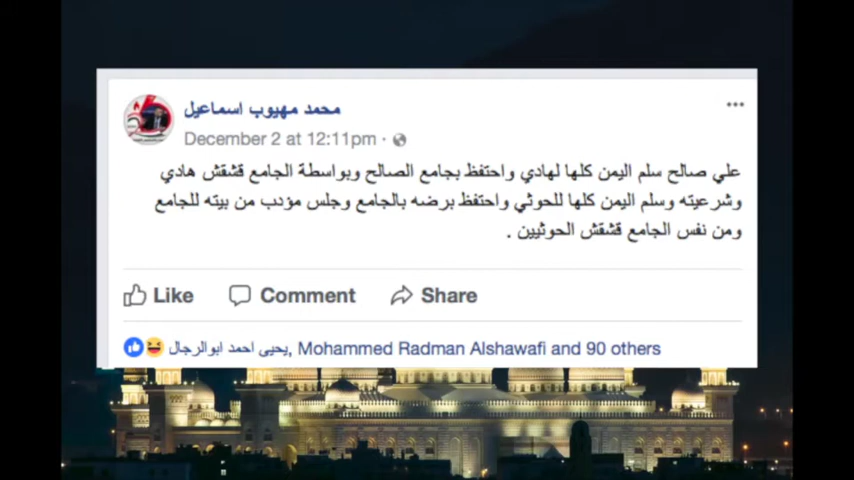 محمد مهيوب اسماعيل
December 2 at 12:11pm ·
علي صالح سلم اليمن كلها لهادي واحتفظ بجامع الصالح وبواسطة الجامع قشقش هادي
وشرعيته وسلم اليمن كلها للحوثي واحتفظ برضه بالجامع وجلس مؤدب من بيته للجامع
ومن نفس الجامع قشقش الحوثيين .
Like Comment Share
يحيى احمد ابوالرجال, Mohammed Radman Alshawafi and 90 others